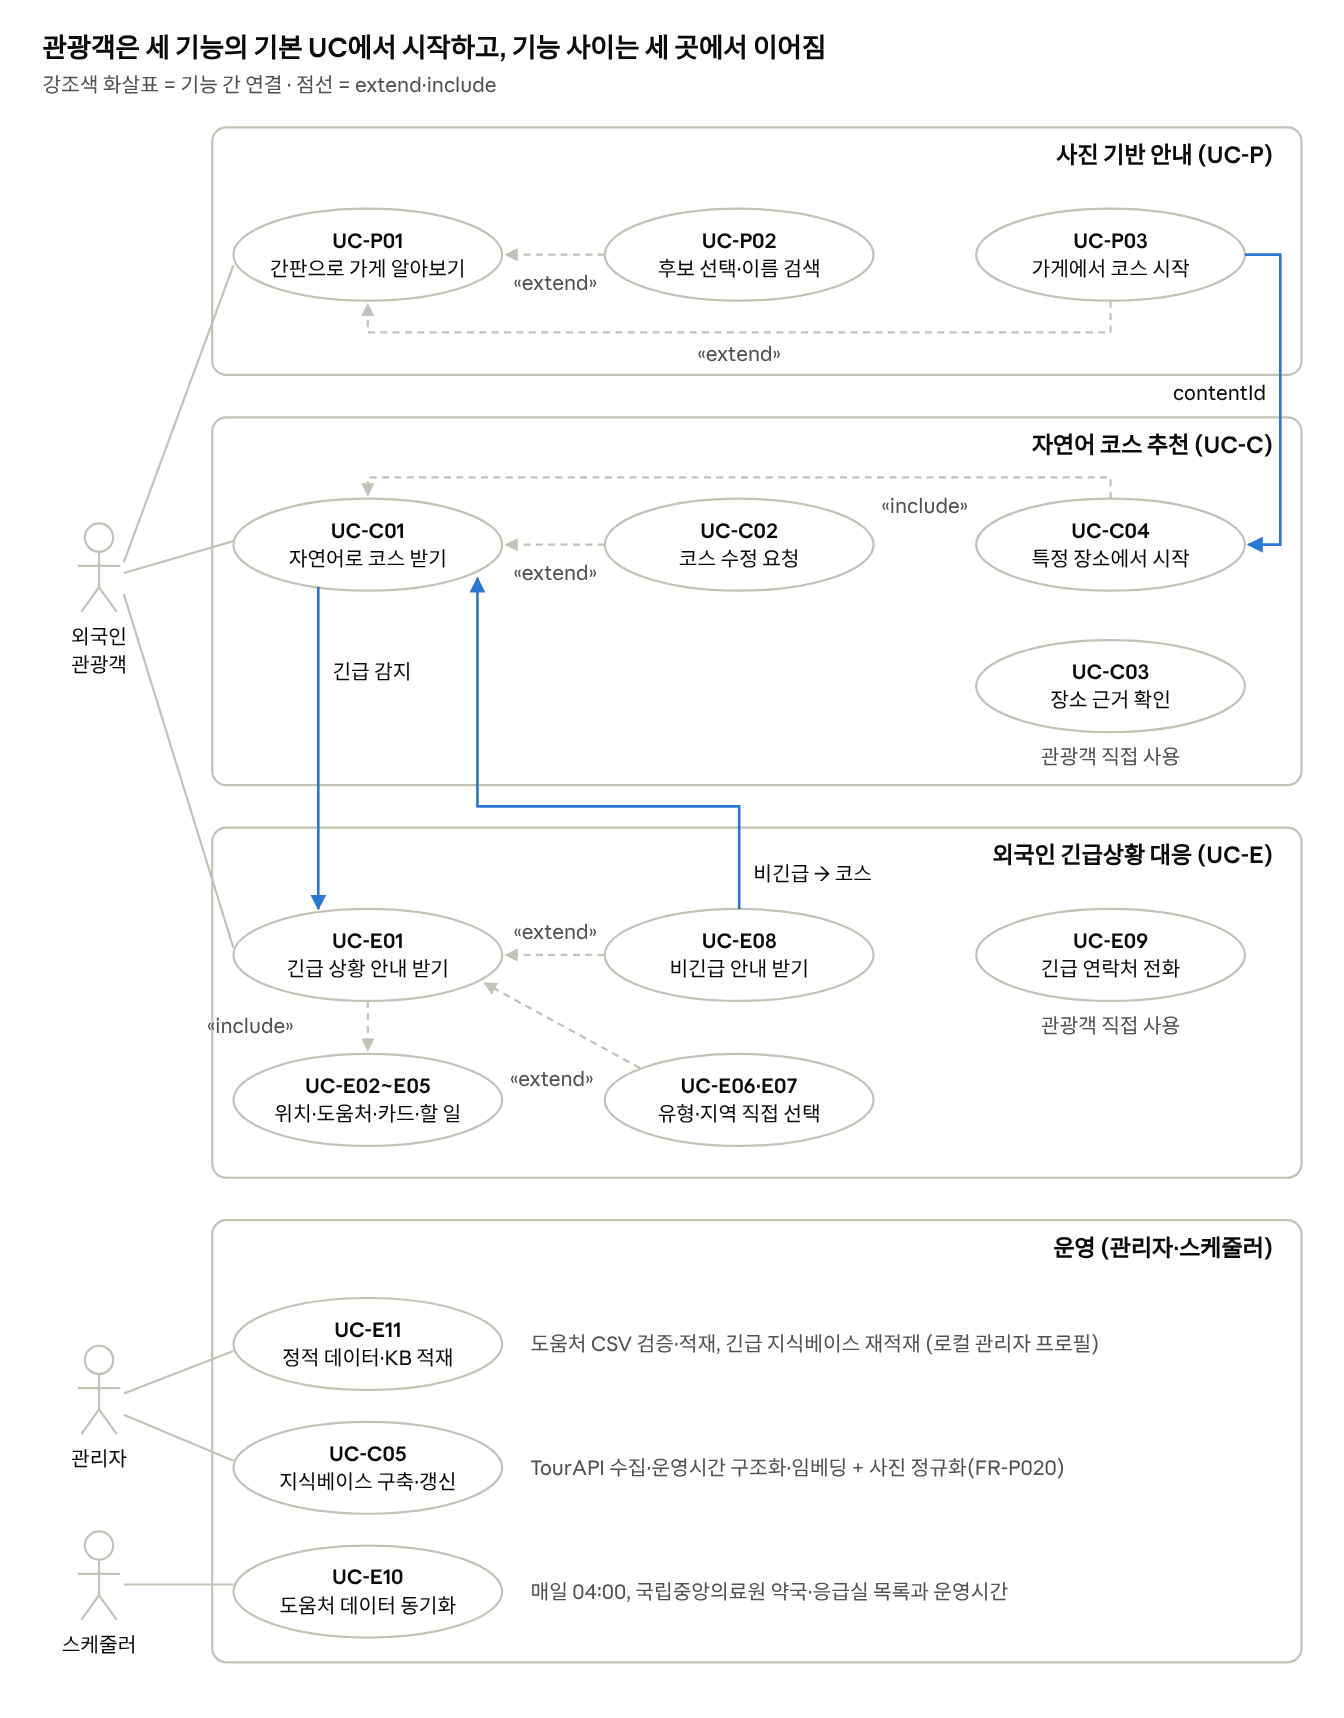 관광객은 세 기능의 기본 UC에서 시작하고, 기능 사이는 세 곳에서 이어짐
강조색 화살표 = 기능 간 연결 · 점선 = extend·include
사진 기반 안내 (UC-P)
UC-P01
간판으로 가게 알아보기
«extend»
UC-P02
후보 선택·이름 검색
UC-P03
가게에서 코스 시작
«extend»
contentId
자연어 코스 추천 (UC-C)
«include»
UC-C01
자연어로 코스 받기
«extend»
UC-C02
코스 수정 요청
UC-C04
특정 장소에서 시작
외국인
관광객
긴급 감지
UC-C03
장소 근거 확인
관광객 직접 사용
외국인 긴급상황 대응 (UC-E)
비긴급 → 코스
UC-E01
긴급 상황 안내 받기
«extend»
UC-E08
비긴급 안내 받기
UC-E09
긴급 연락처 전화
관광객 직접 사용
«include»
«extend»
UC-E02~E05
위치·도움처·카드·할 일
UC-E06·E07
유형·지역 직접 선택
운영 (관리자·스케줄러)
UC-E11
정적 데이터·KB 적재
도움처 CSV 검증·적재, 긴급 지식베이스 재적재 (로컬 관리자 프로필)
관리자
UC-C05
지식베이스 구축·갱신
TourAPI 수집·운영시간 구조화·임베딩 + 사진 정규화(FR-P020)
UC-E10
도움처 데이터 동기화
매일 04:00, 국립중앙의료원 약국·응급실 목록과 운영시간
스케줄러